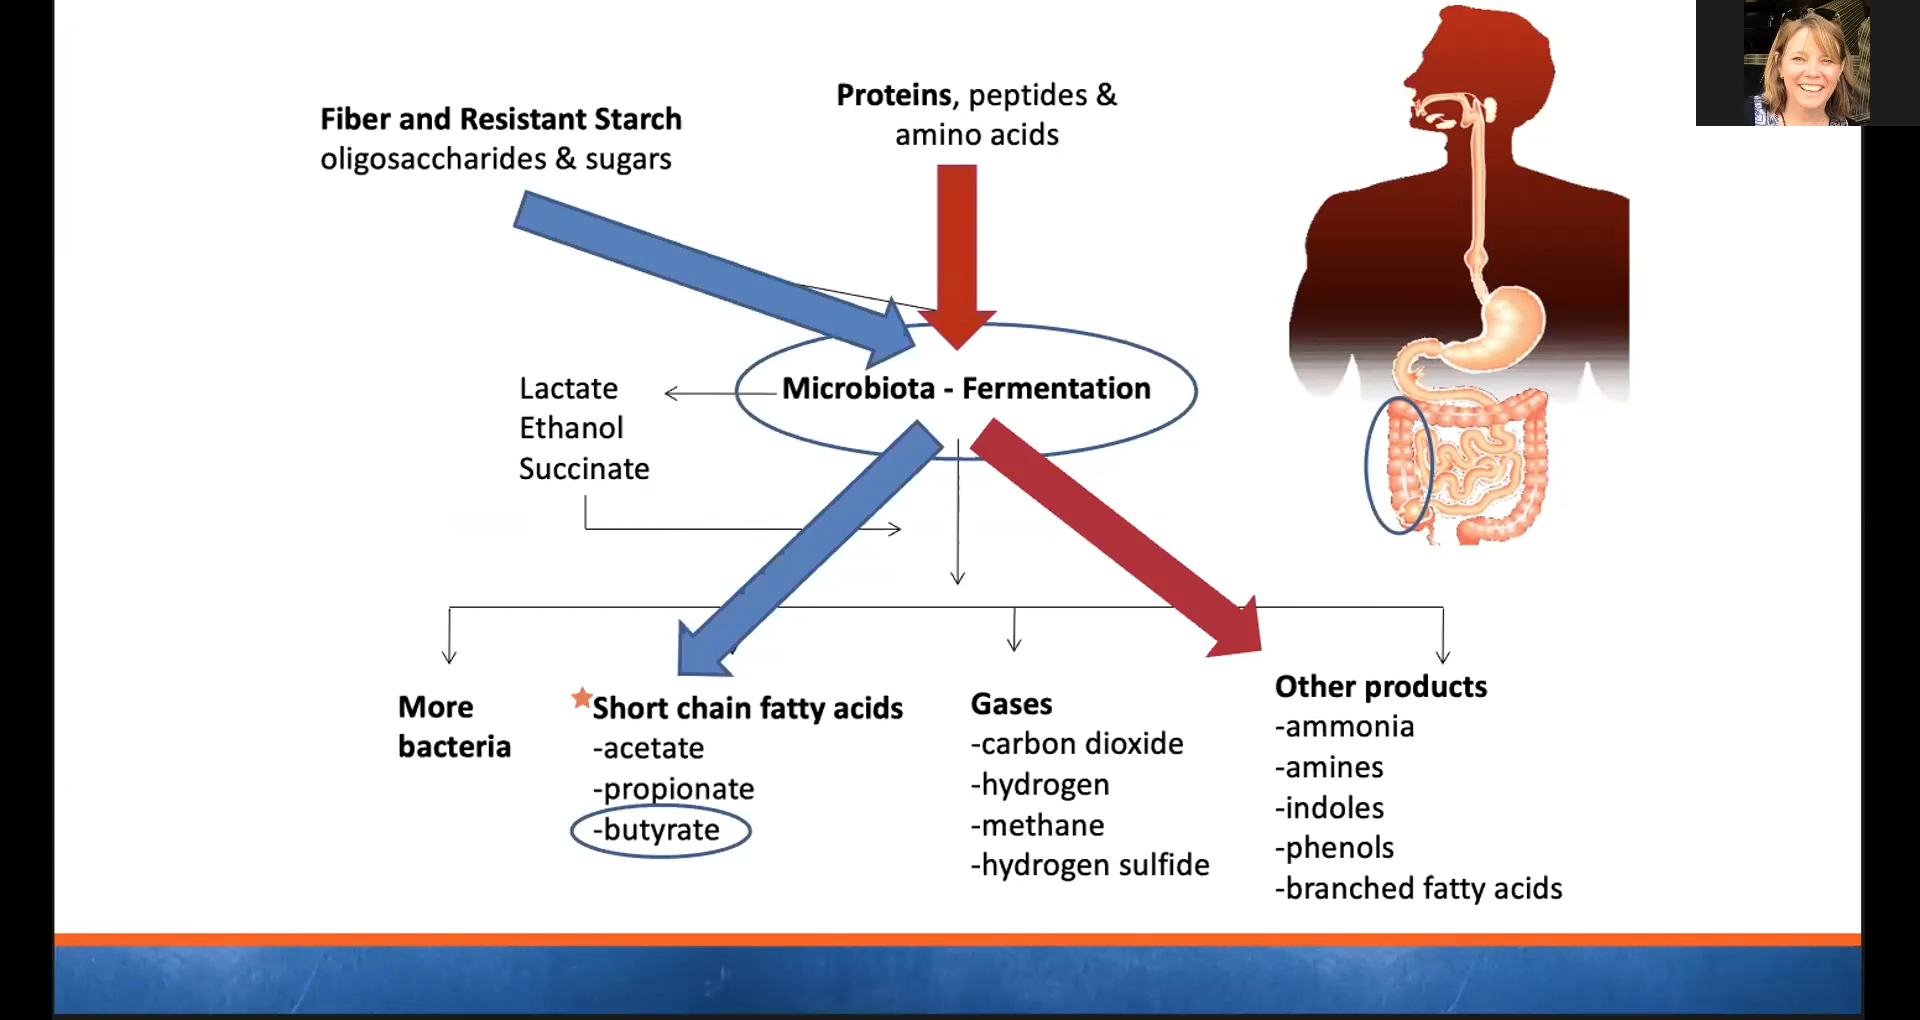 Fiber and Resistant Starch
oligosaccharides & sugars
Proteins, peptides &
amino acids
Microbiota - Fermentation
Lactate
Ethanol
Succinate
More
bacteria
Short chain fatty acids
-acetate
-propionate
-butyrate
Gases
-carbon dioxide
-hydrogen
-methane
-hydrogen sulfide
Other products
-ammonia
-amines
-indoles
-phenols
-branched fatty acids